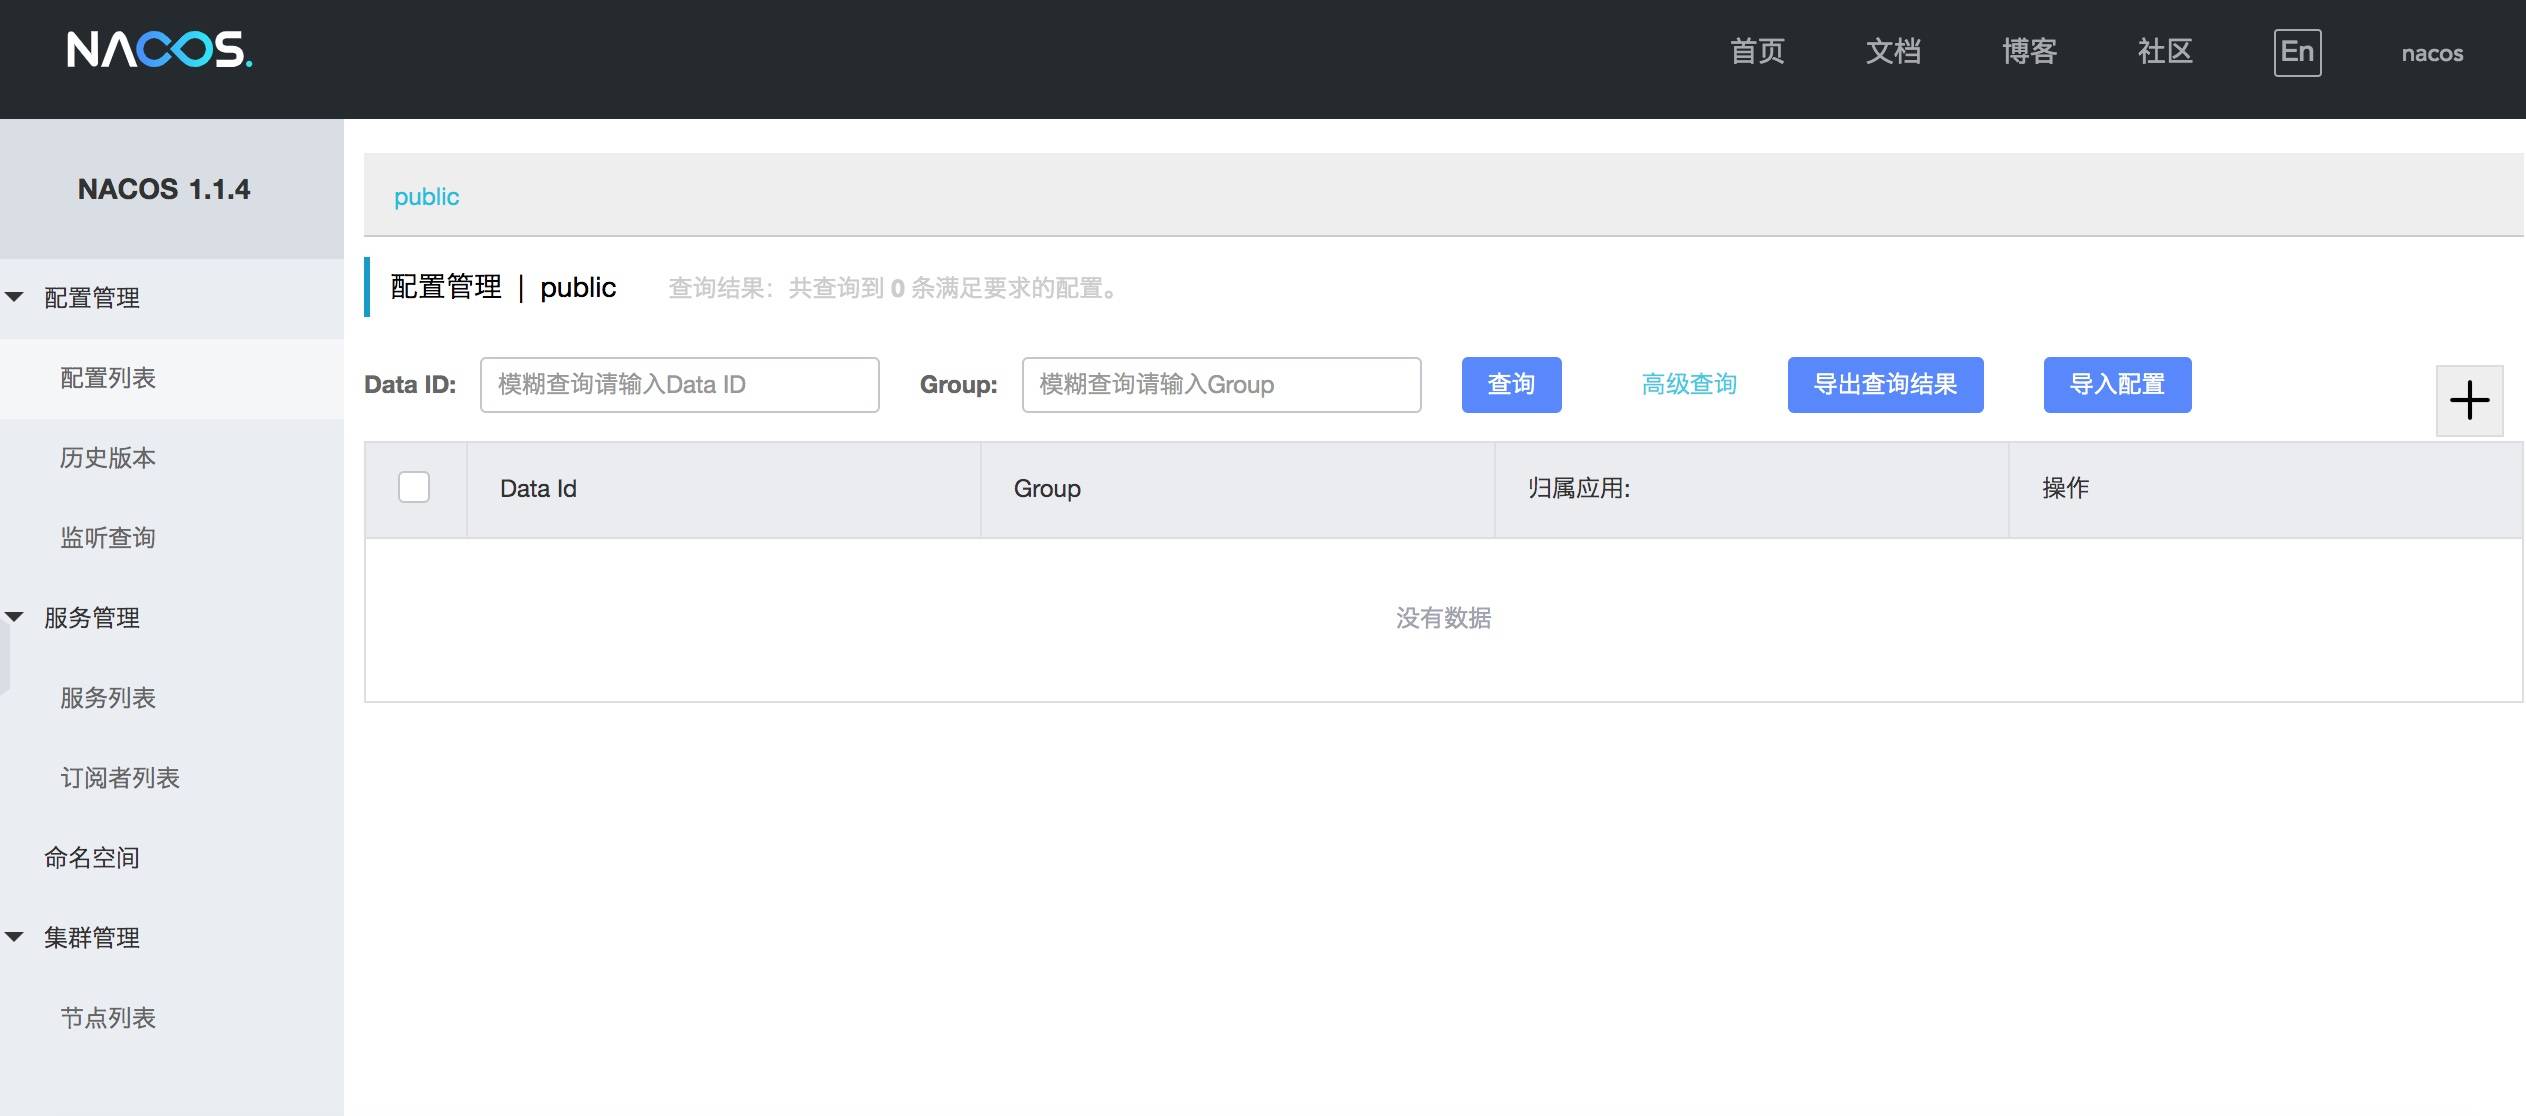 NACOS.
首页 文档 博客 社区 En nacos
NACOS 1.1.4
配置管理
配置列表
历史版本
监听查询
服务管理
服务列表
订阅者列表
命名空间
集群管理
节点列表
public
配置管理 | public 查询结果：共查询到 0 条满足要求的配置。
Data ID: 模糊查询请输入Data ID Group: 模糊查询请输入Group 查询 高级查询 导出查询结果 导入配置
Data Id Group 归属应用: 操作
没有数据